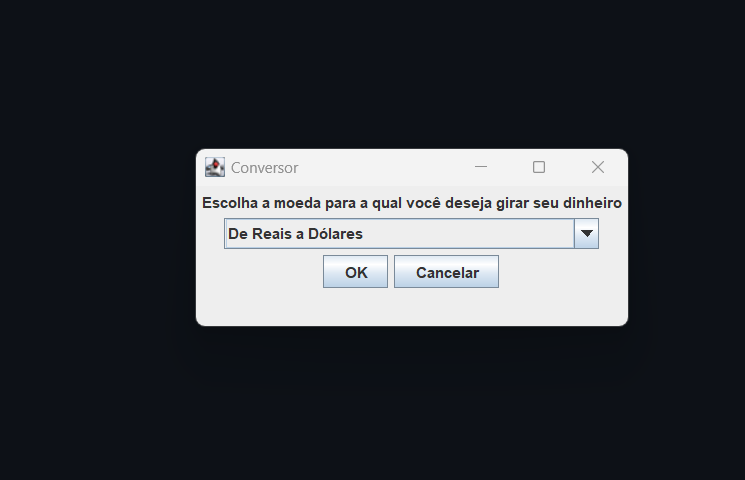 Conversor
Escolha a moeda para a qual você deseja girar seu dinheiro
De Reais a Dólares
OK Cancelar